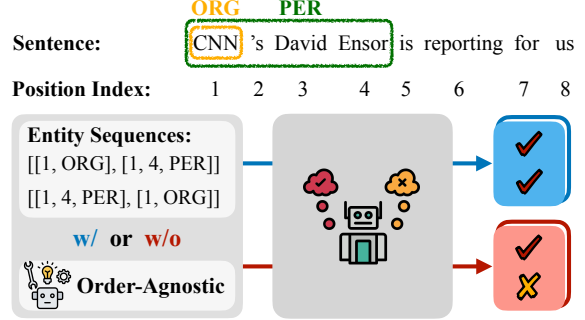 ORG PER
Sentence: CNN 's David Ensor is reporting for us
Position Index: 1 2 3 4 5 6 7 8
Entity Sequences:
[[1, ORG], [1, 4, PER]]
[[1, 4, PER], [1, ORG]]
w/ or w/o
Order-Agnostic